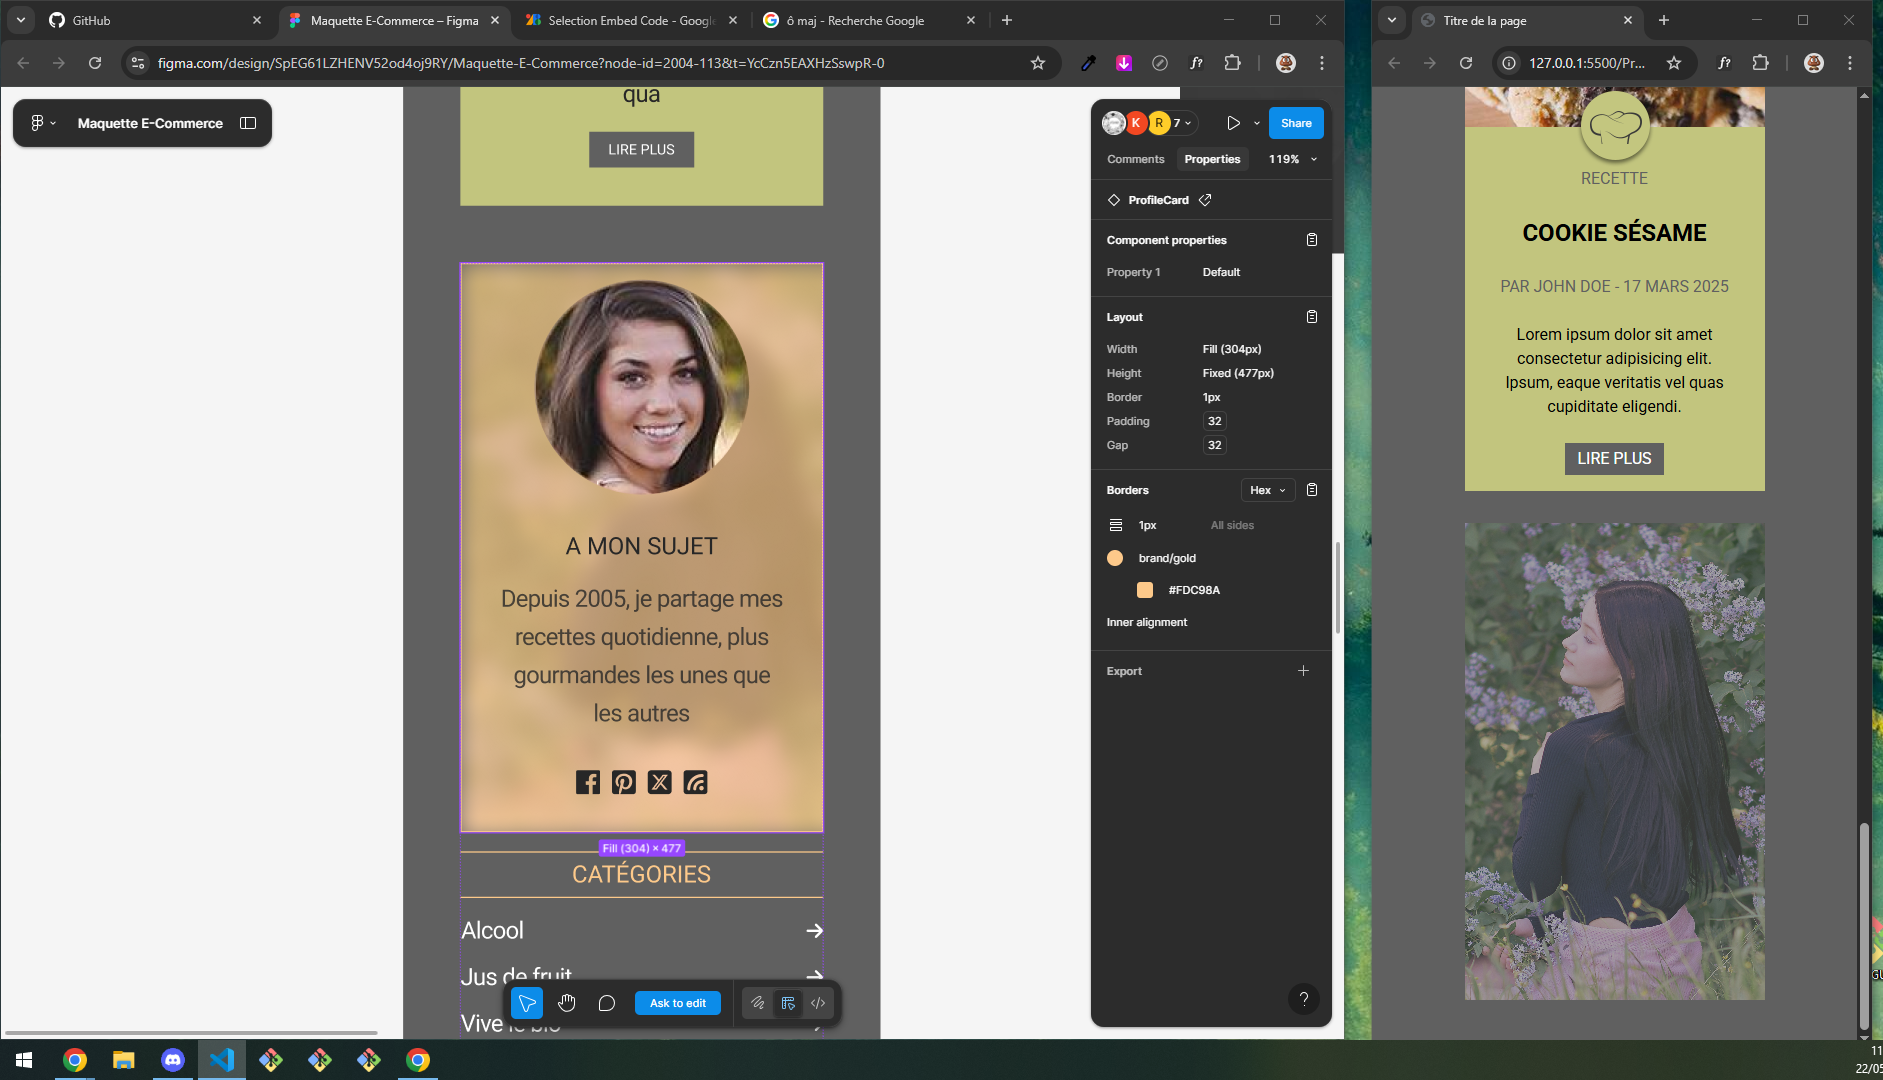 GitHub
Maquette E-Commerce – Figma
Selection Embed Code - Google
ô maj - Recherche Google
Titre de la page
figma.com/design/SpEG61LZHENV52od4oj9RY/Maquette-E-Commerce?node-id=2004-113&t=YcCzn5EAXHzSswpR-0
127.0.0.1:5500/Pr...
f?
f?
Maquette E-Commerce
qua
LIRE PLUS
A MON SUJET
Depuis 2005, je partage mes
recettes quotidienne, plus
gourmandes les unes que
les autres
Fill (304) × 477
CATÉGORIES
Alcool
Jus de fruit
Vive le bio
Ask to edit
K
R
7
Share
Comments
Properties
119%
ProfileCard
Component properties
Property 1
Default
Layout
Width
Fill (304px)
Height
Fixed (477px)
Border
1px
Padding
32
Gap
32
Borders
Hex
1px
All sides
brand/gold
#FDC98A
Inner alignment
Export
?
RECETTE
COOKIE SÉSAME
PAR JOHN DOE - 17 MARS 2025
Lorem ipsum dolor sit amet
consectetur adipisicing elit.
Ipsum, eaque veritatis vel quas
cupiditate eligendi.
LIRE PLUS
11
22/05